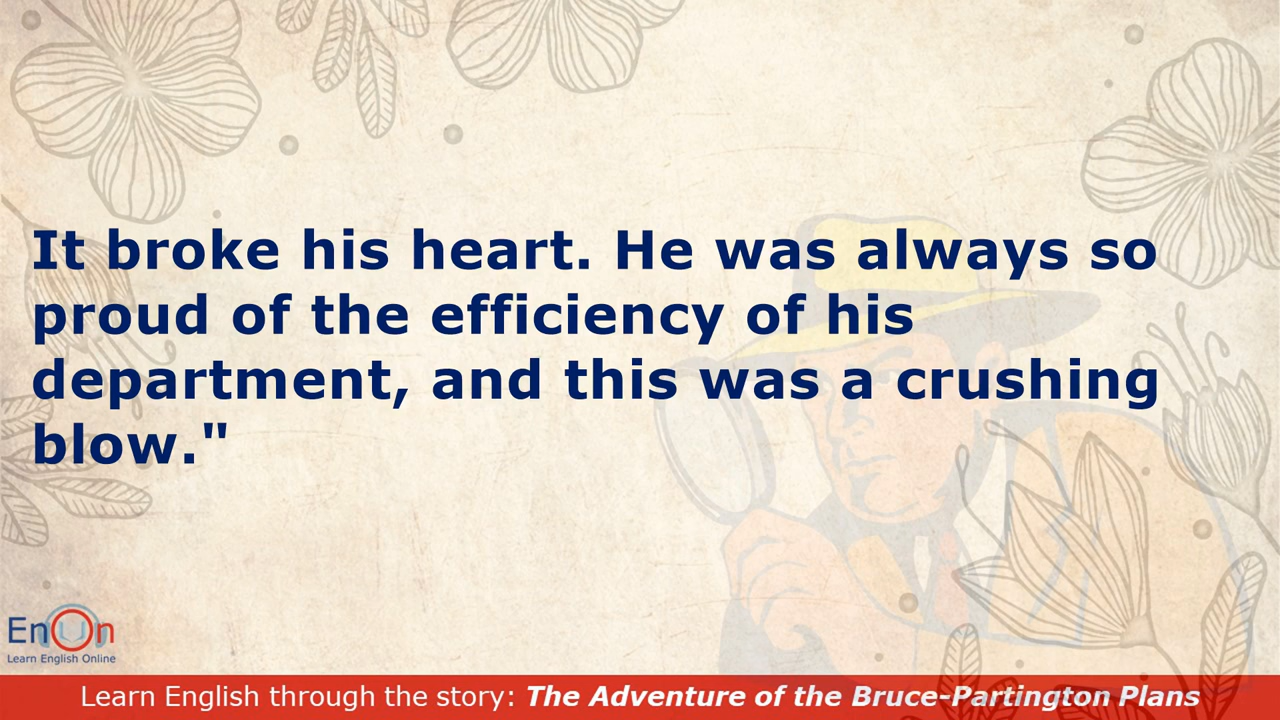 It broke his heart. He was always so
proud of the efficiency of his
department, and this was a crushing
blow."
EnOn
Learn English Online
Learn English through the story: The Adventure of the Bruce-Partington Plans